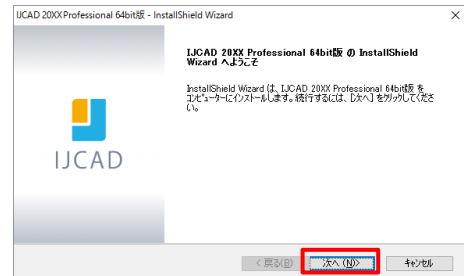 IJCAD 20XX Professional 64bit版 - InstallShield Wizard
IJCAD 20XX Professional 64bit版 の InstallShield
Wizard へようこそ
InstallShield Wizard は、IJCAD 20XX Professional 64bit版 を
コンピューターにインストールします。続行するには、［次へ］ をクリックしてくださ
い。
IJCAD
< 戻る(B)
次へ (N)>
キャンセル